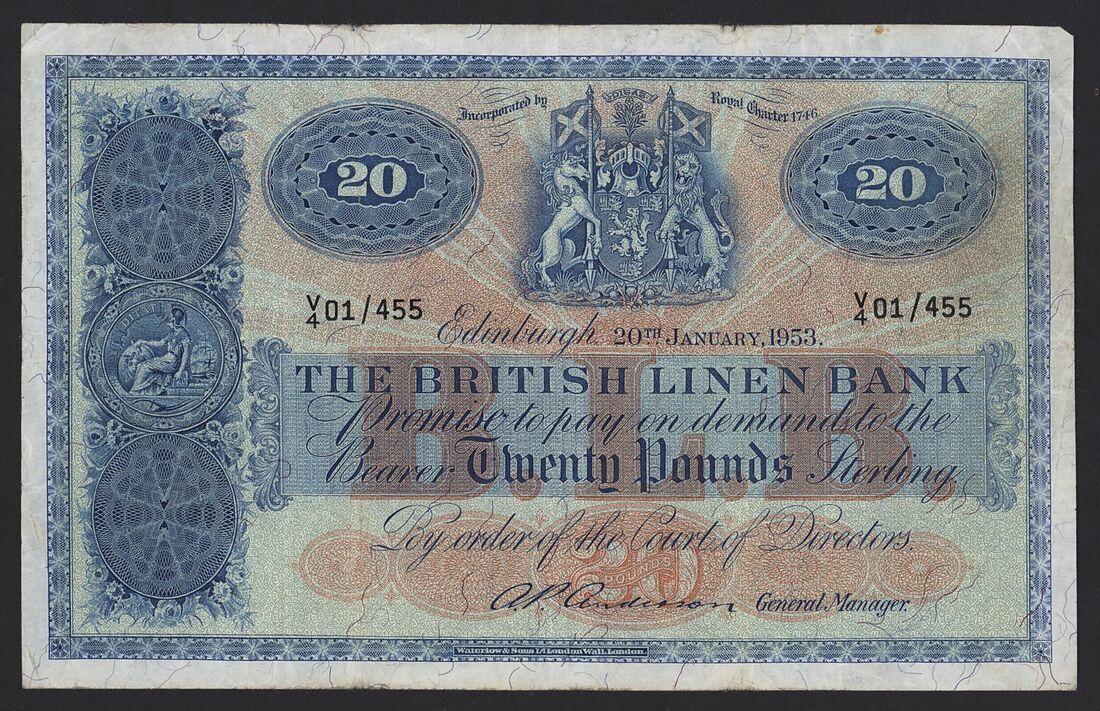 Incorporated by Royal Charter 1746
20 20
V/4 01/455 V/4 01/455
Edinburgh 20TH JANUARY, 1953.
B.L.B.
THE BRITISH LINEN BANK
Promise to pay on demand to the
Bearer Twenty Pounds Sterling,
By order of the Court of Directors.
20
General Manager.
Waterlow & Sons Ld London Wall, London.